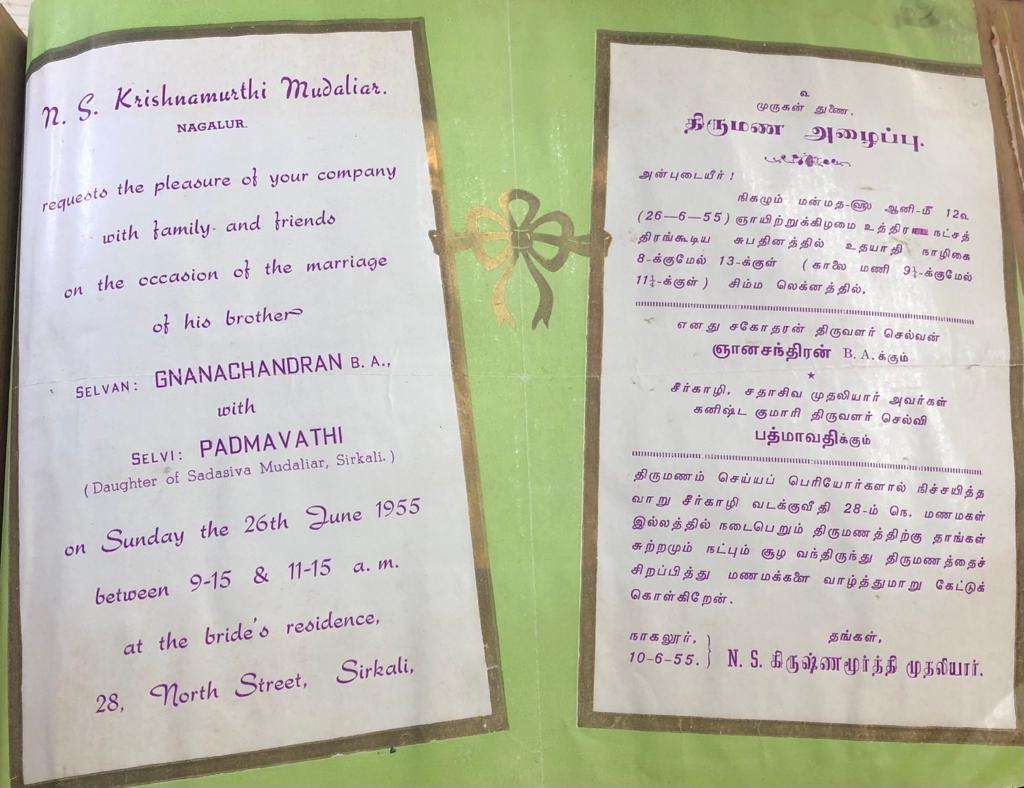 N. S. Krishnamurthi Mudaliar.
NAGALUR.
requests the pleasure of your company
with family and friends
on the occasion of the marriage
of his brother
SELVAN: GNANACHANDRAN B. A.,
with
SELVI: PADMAVATHI
(Daughter of Sadasiva Mudaliar, Sirkali.)
on Sunday the 26th June 1955
between 9-15 & 11-15 a. m.
at the bride's residence,
28, North Street, Sirkali,
உ
முருகன் துணை.
திருமண அழைப்பு.
அன்புடையீர் !
நிகழும் மன்மத-௵ ஆனி-௴ 12உ
(26—6—55) ஞாயிற்றுக்கிழமை உத்திர நட்சத்
திரங்கூடிய சுபதினத்தில் உதயாதி நாழிகை
8-க்குமேல் 13-க்குள் (காலை மணி 9¼-க்குமேல்
11¼-க்குள்) சிம்ம லெக்னத்தில்.
எனது சகோதரன் திருவளர் செல்வன்
ஞானசந்திரன் B. A.க்கும்
★
சீர்காழி, சதாசிவ முதலியார் அவர்கள்
கனிஷ்ட குமாரி திருவளர் செல்வி
பத்மாவதிக்கும்
திருமணம் செய்யப் பெரியோர்களால் நிச்சயித்த
வாறு சீர்காழி வடக்குவீதி 28-ம் நெ. மணமகள்
இல்லத்தில் நடைபெறும் திருமணத்திற்கு தாங்கள்
சுற்றமும் நட்பும் சூழ வந்திருந்து திருமணத்தைச்
சிறப்பித்து மணமக்களை வாழ்த்துமாறு கேட்டுக்
கொள்கிறேன்.
நாகலூர்,
10-6-55.
தங்கள்,
N. S. கிருஷ்ணமூர்த்தி முதலியார்.